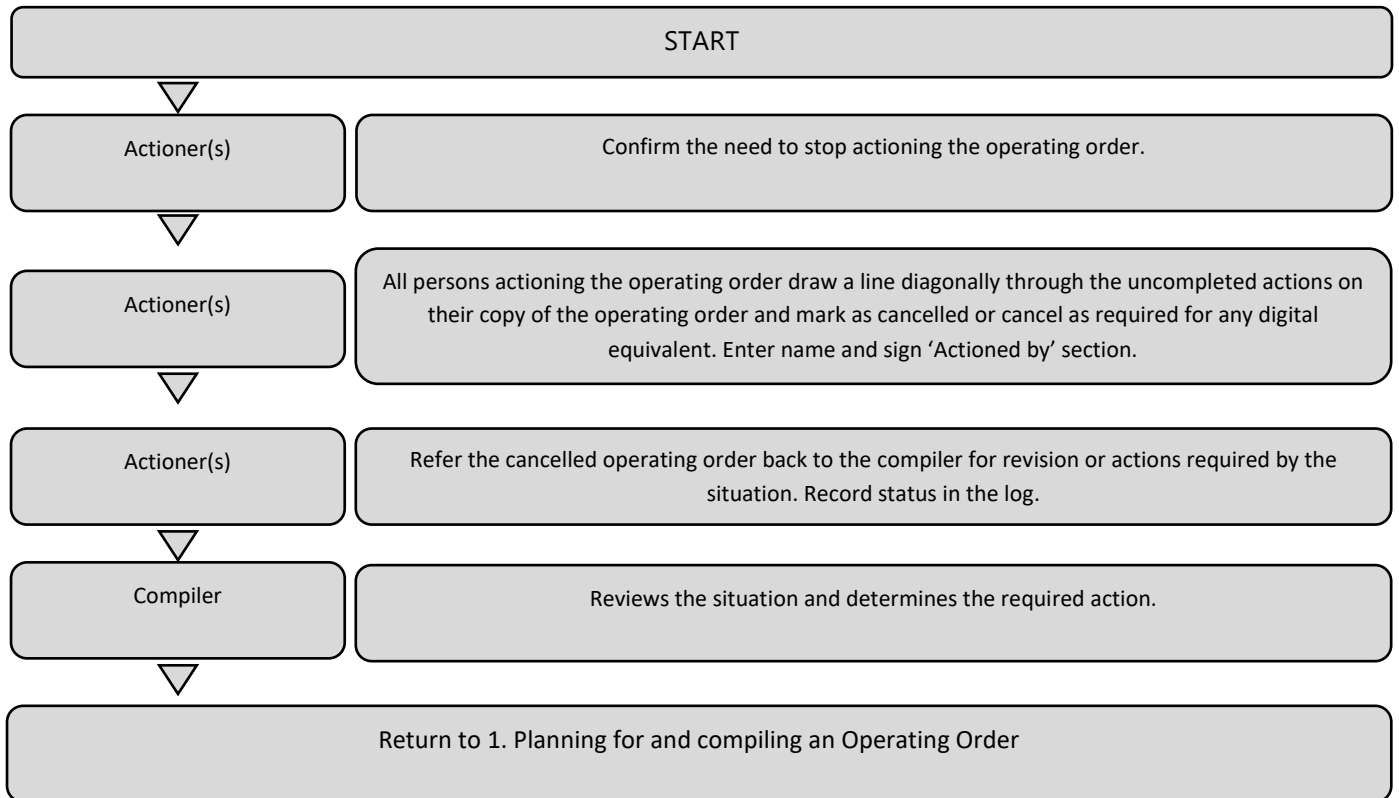 START
Actioner(s)
Confirm the need to stop actioning the operating order.
Actioner(s)
All persons actioning the operating order draw a line diagonally through the uncompleted actions on
their copy of the operating order and mark as cancelled or cancel as required for any digital
equivalent. Enter name and sign ‘Actioned by’ section.
Actioner(s)
Refer the cancelled operating order back to the compiler for revision or actions required by the
situation. Record status in the log.
Compiler
Reviews the situation and determines the required action.
Return to 1. Planning for and compiling an Operating Order